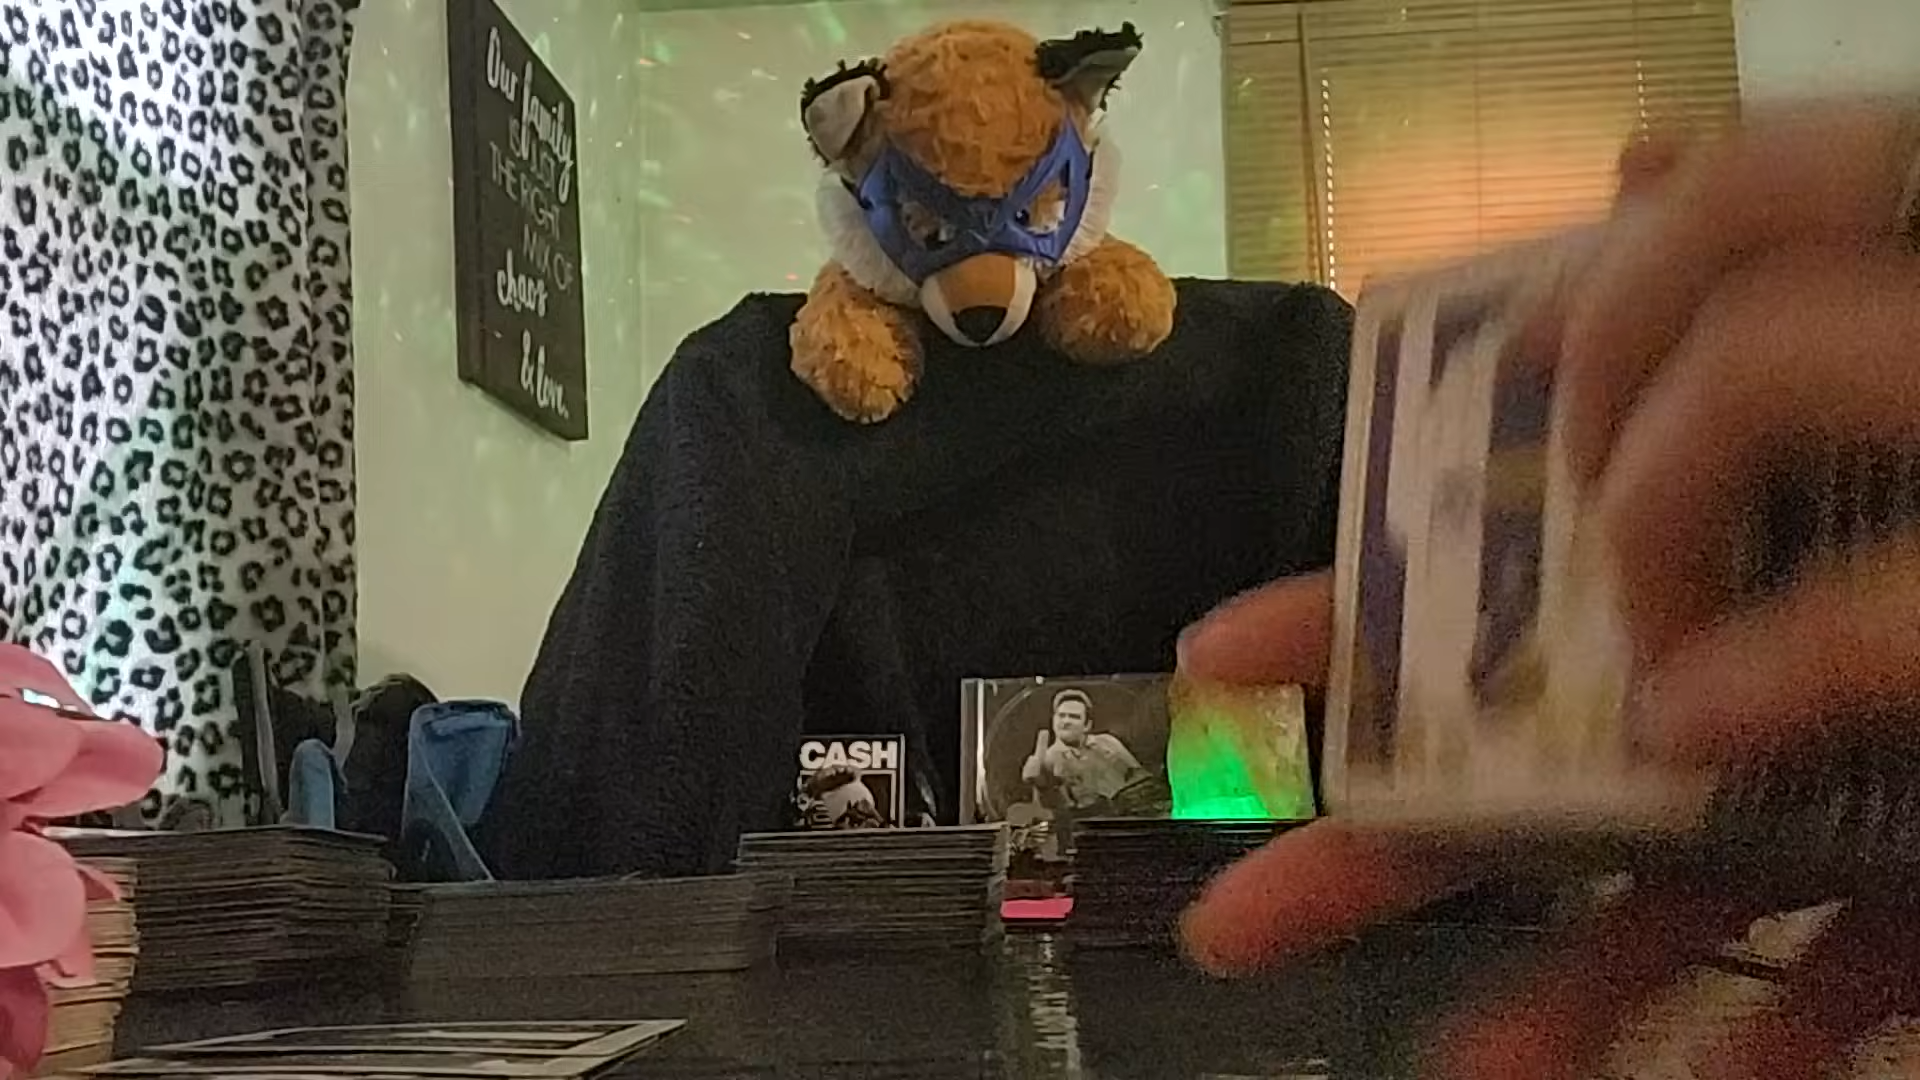 Our family
IS JUST
THE RIGHT
MIX OF
chaos
& love.
CASH